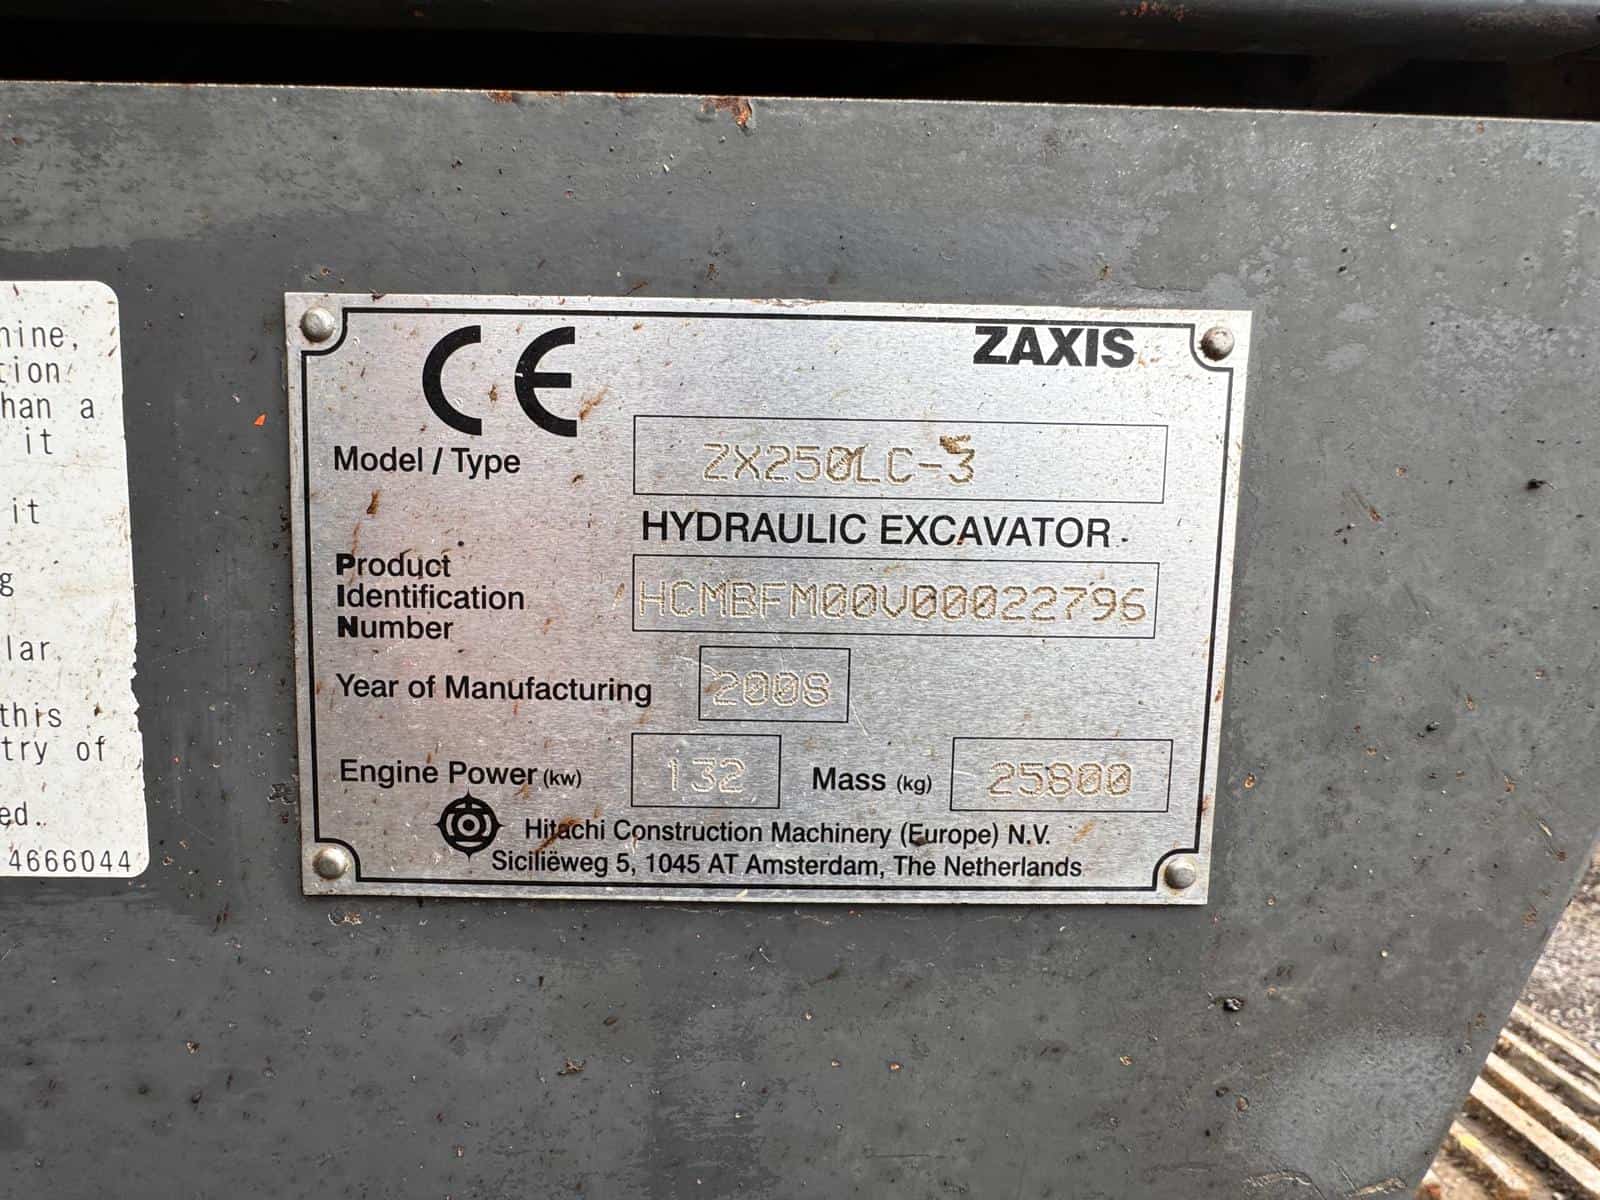 hine,
tion
han a
it
it
g
lar
this
try of
ed.
4666044
CE
ZAXIS
Model / Type ZX250LC-3
HYDRAULIC EXCAVATOR
Product
Identification HCMBFM00V00022796
Number
Year of Manufacturing 2008
Engine Power (kw) 132 Mass (kg) 25800
Hitachi Construction Machinery (Europe) N.V.
Siciliëweg 5, 1045 AT Amsterdam, The Netherlands